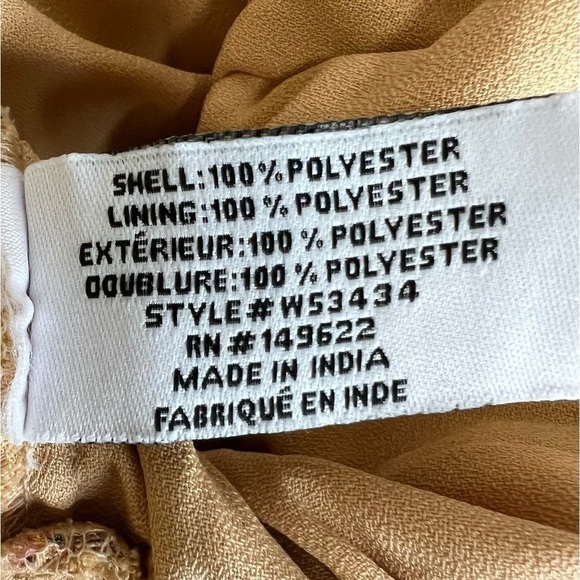 SHELL:100% POLYESTER
LINING:100% POLYESTER
EXTÉRIEUR:100 % POLYESTER
DOUBLURE:100 % POLYESTER
STYLE# W53434
RN #149622
MADE IN INDIA
FABRIQUÉ EN INDE